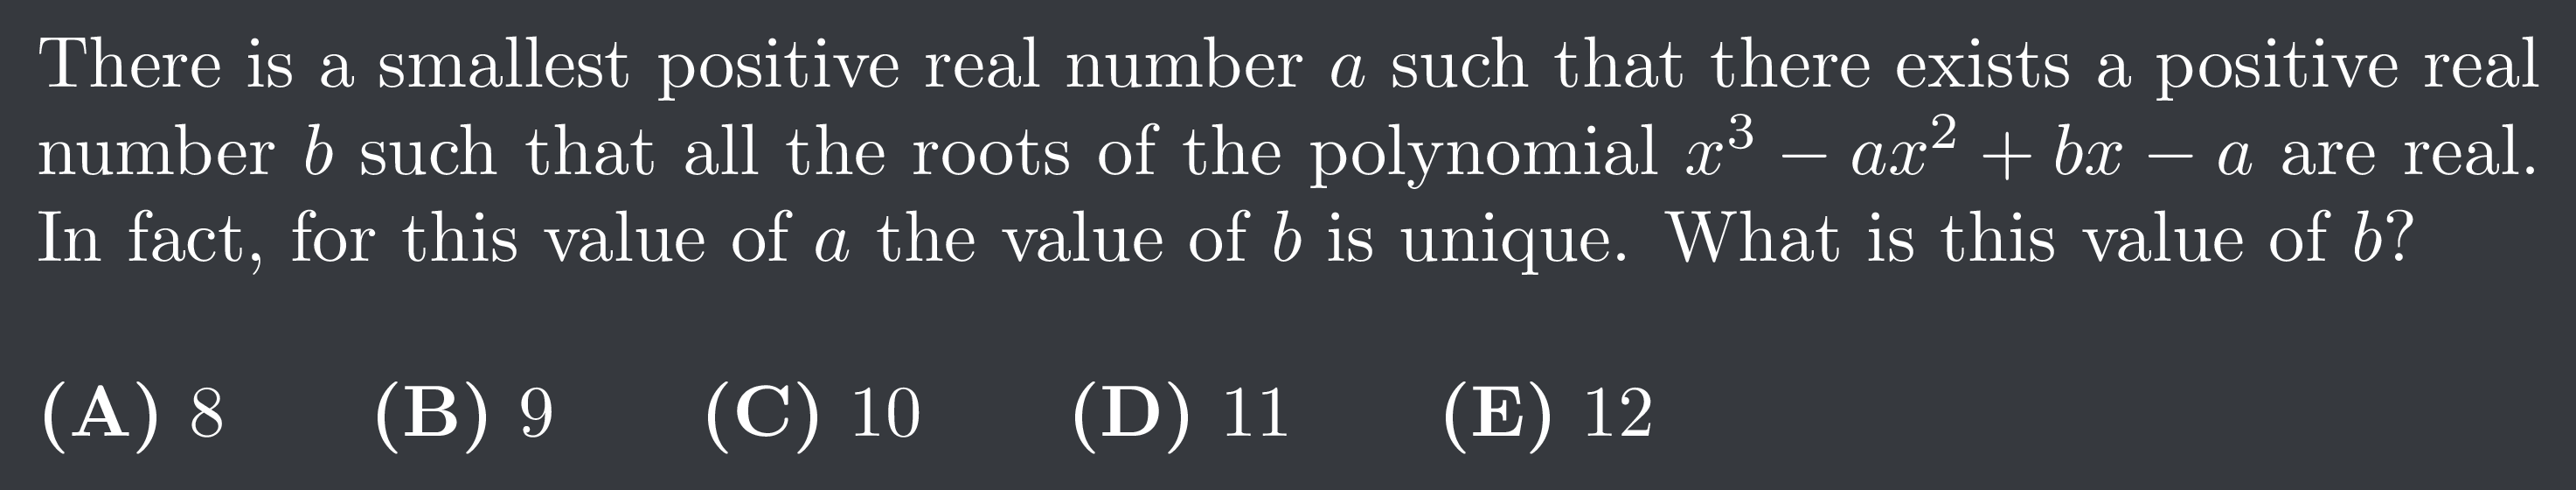 There is a smallest positive real number a such that there exists a positive real
number b such that all the roots of the polynomial x³ − ax² + bx − a are real.
In fact, for this value of a the value of b is unique. What is this value of b?
(A) 8 (B) 9 (C) 10 (D) 11 (E) 12